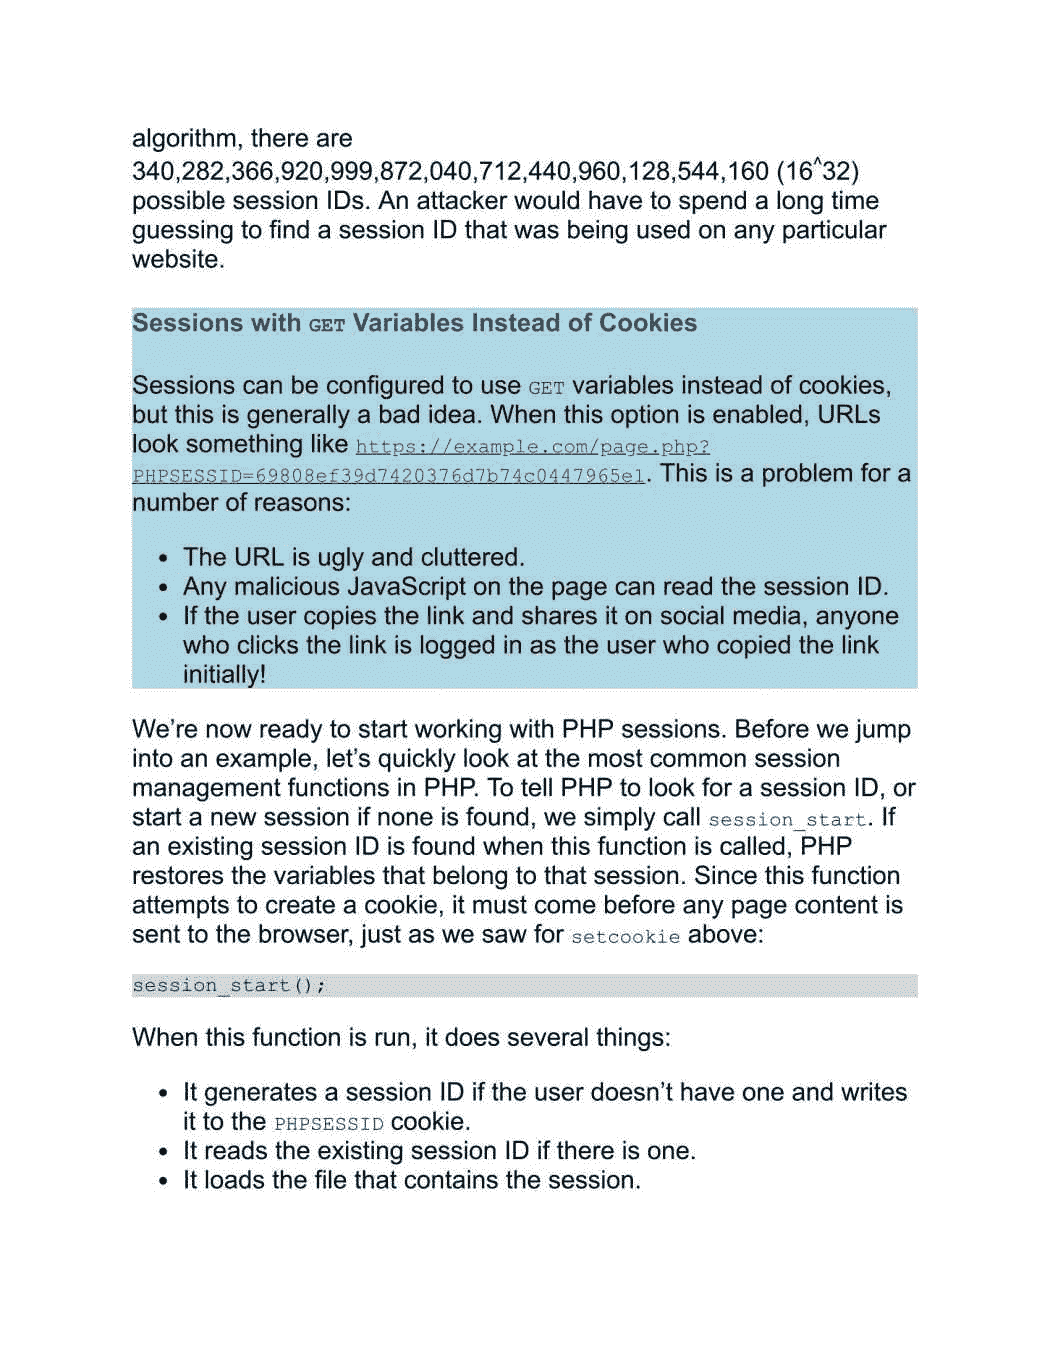 algorithm, there are
340,282,366,920,999,872,040,712,440,960,128,544,160 (16^32)
possible session IDs. An attacker would have to spend a long time
guessing to find a session ID that was being used on any particular
website.
Sessions with GET Variables Instead of Cookies
Sessions can be configured to use GET variables instead of cookies,
but this is generally a bad idea. When this option is enabled, URLs
look something like https://example.com/page.php?
PHPSESSID=69808ef39d7420376d7b74c0447965e1. This is a problem for a
number of reasons:
• The URL is ugly and cluttered.
• Any malicious JavaScript on the page can read the session ID.
• If the user copies the link and shares it on social media, anyone
who clicks the link is logged in as the user who copied the link
initially!
We’re now ready to start working with PHP sessions. Before we jump
into an example, let’s quickly look at the most common session
management functions in PHP. To tell PHP to look for a session ID, or
start a new session if none is found, we simply call session_start. If
an existing session ID is found when this function is called, PHP
restores the variables that belong to that session. Since this function
attempts to create a cookie, it must come before any page content is
sent to the browser, just as we saw for setcookie above:
session_start();
When this function is run, it does several things:
• It generates a session ID if the user doesn’t have one and writes
it to the PHPSESSID cookie.
• It reads the existing session ID if there is one.
• It loads the file that contains the session.